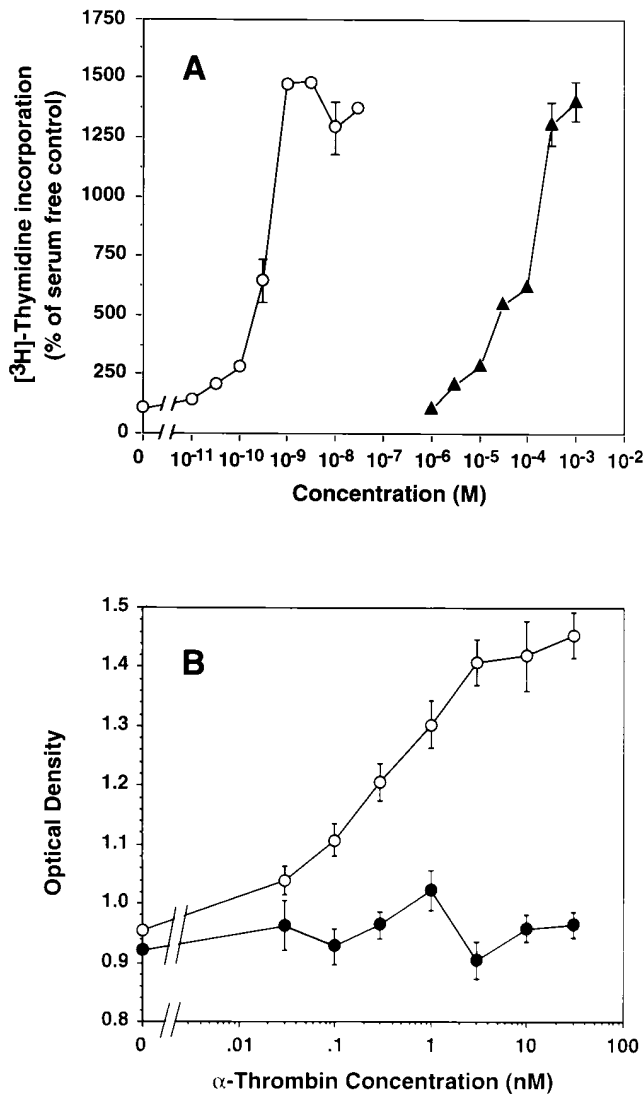 A
1750
1500
1250
750
500
250
0
[³H]-Thymidine incorporation
(% of serum free control)
0 10⁻¹¹ 10⁻¹⁰ 10⁻⁹ 10⁻⁸ 10⁻⁷ 10⁻⁶ 10⁻⁵ 10⁻⁴ 10⁻³ 10⁻²
Concentration (M)
B
1.5
1.4
1.3
1.2
1.1
1.0
0.9
0.8
Optical Density
0 .01 .1 1 10 100
α-Thrombin Concentration (nM)